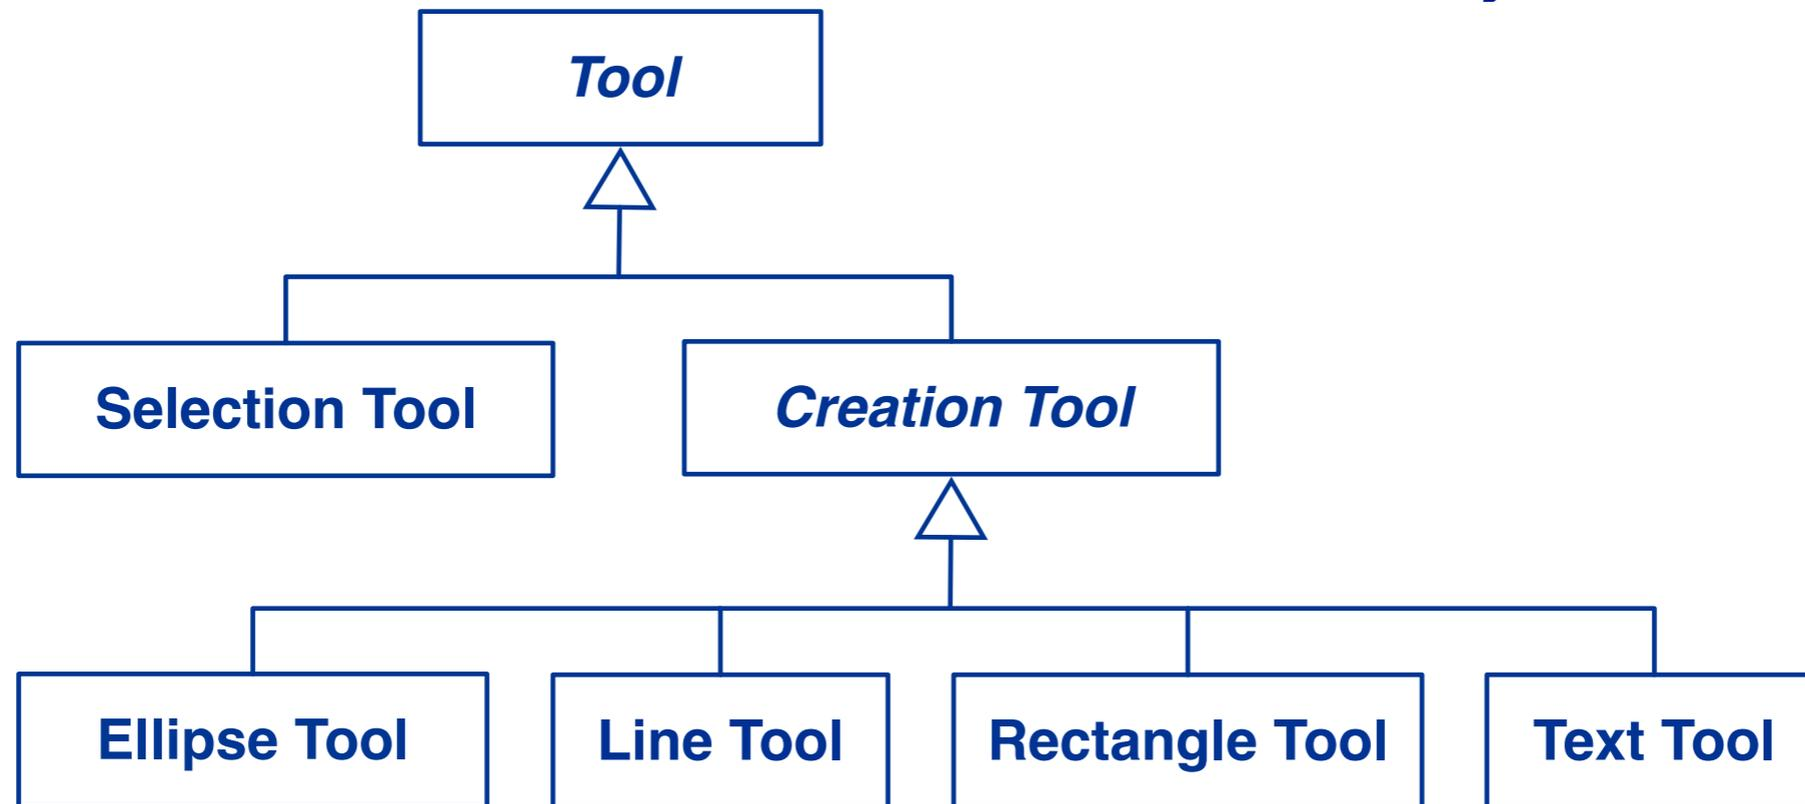 Tool
Selection Tool
Creation Tool
Ellipse Tool
Line Tool
Rectangle Tool
Text Tool